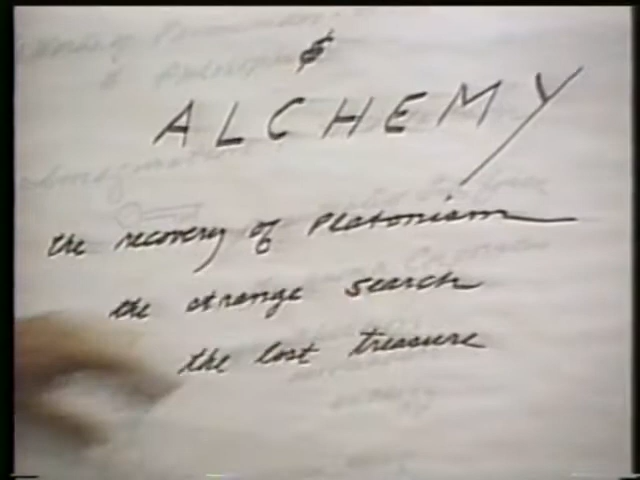 ALCHEMY
the recovery of Platonism
the strange search
the lost treasure